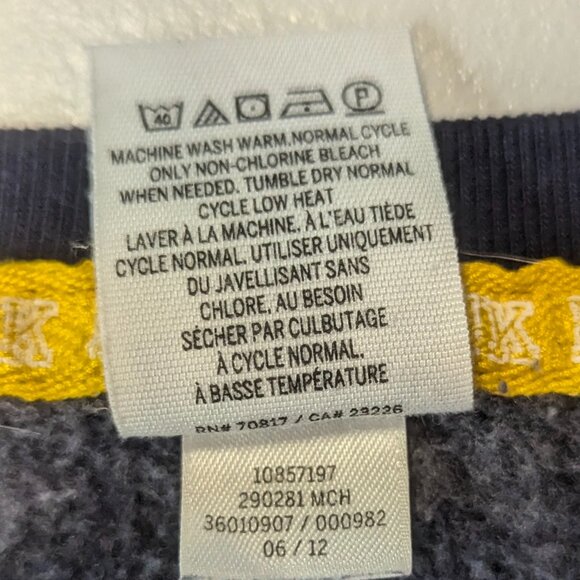 40 P
MACHINE WASH WARM.NORMAL CYCLE
ONLY NON-CHLORINE BLEACH
WHEN NEEDED. TUMBLE DRY NORMAL
CYCLE LOW HEAT
LAVER À LA MACHINE, À L'EAU TIÈDE
CYCLE NORMAL. UTILISER UNIQUEMENT
DU JAVELLISANT SANS
CHLORE, AU BESOIN
SÉCHER PAR CULBUTAGE
À CYCLE NORMAL,
À BASSE TEMPÉRATURE
RN# 70817 / CA# 23226
K
K
10857197
290281 MCH
36010907 / 000982
06 / 12